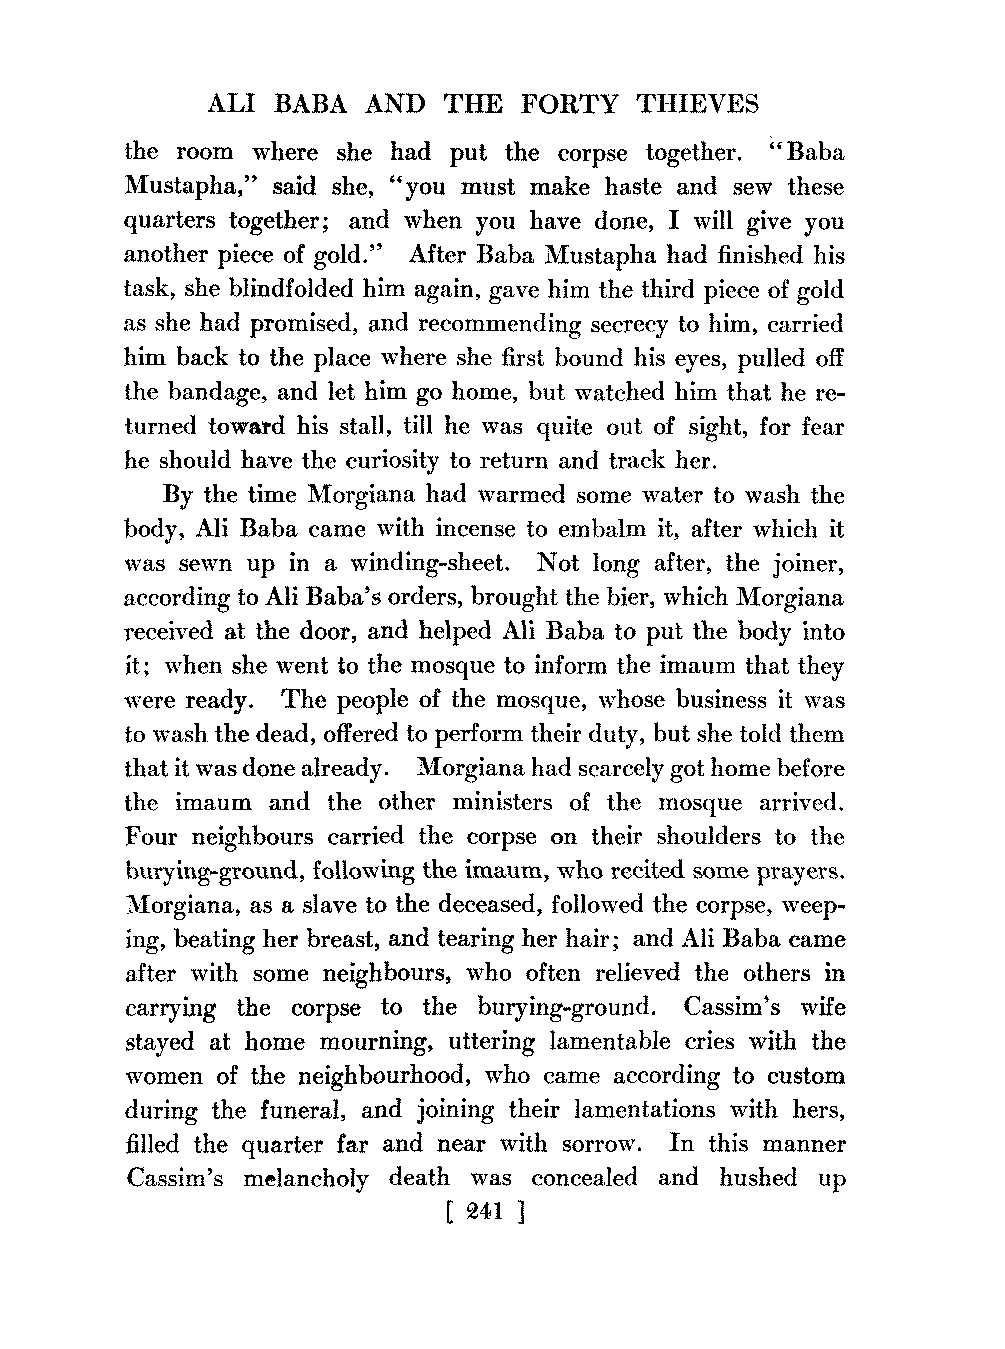 ALI BABA AND THE FORTY THIEVES
the room where she had put the corpse together. “Baba
Mustapha,” said she, “you must make haste and sew these
quarters together; and when you have done, I will give you
another piece of gold.” After Baba Mustapha had finished his
task, she blindfolded him again, gave him the third piece of gold
as she had promised, and recommending secrecy to him, carried
him back to the place where she first bound his eyes, pulled off
the bandage, and let him go home, but watched him that he re-
turned toward his stall, till he was quite out of sight, for fear
he should have the curiosity to return and track her.
By the time Morgiana had warmed some water to wash the
body, Ali Baba came with incense to embalm it, after which it
was sewn up in a winding-sheet. Not long after, the joiner,
according to Ali Baba’s orders, brought the bier, which Morgiana
received at the door, and helped Ali Baba to put the body into
it; when she went to the mosque to inform the imaum that they
were ready. The people of the mosque, whose business it was
to wash the dead, offered to perform their duty, but she told them
that it was done already. Morgiana had scarcely got home before
the imaum and the other ministers of the mosque arrived.
Four neighbours carried the corpse on their shoulders to the
burying-ground, following the imaum, who recited some prayers.
Morgiana, as a slave to the deceased, followed the corpse, weep-
ing, beating her breast, and tearing her hair; and Ali Baba came
after with some neighbours, who often relieved the others in
carrying the corpse to the burying-ground. Cassim’s wife
stayed at home mourning, uttering lamentable cries with the
women of the neighbourhood, who came according to custom
during the funeral, and joining their lamentations with hers,
filled the quarter far and near with sorrow. In this manner
Cassim’s melancholy death was concealed and hushed up
[ 241 ]